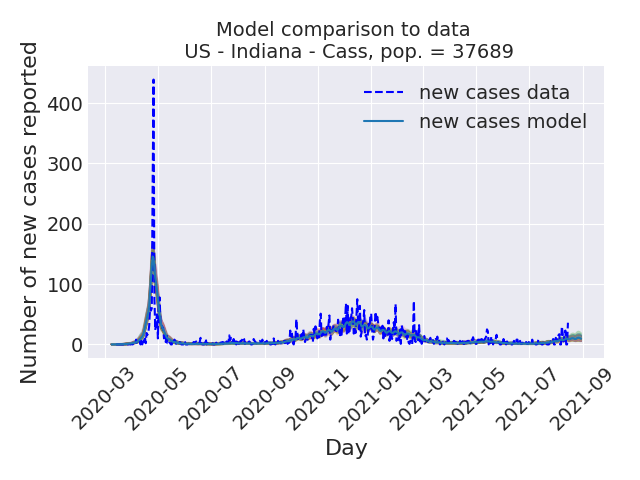 Model comparison to data
US - Indiana - Cass, pop. = 37689
Number of new cases reported
400
300
200
100
0
new cases data
new cases model
2020-03
2020-05
2020-07
2020-09
2020-11
2021-01
2021-03
2021-05
2021-07
2021-09
Day